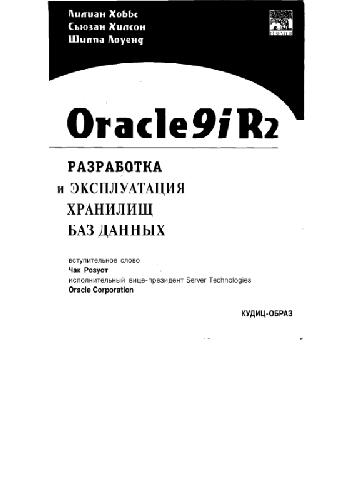 Лилиан Хоббс
Сьюзан Хилсон
Шилпа Лоуенд
Oracle9iR2
РАЗРАБОТКА
и ЭКСПЛУАТАЦИЯ
ХРАНИЛИЩ
БАЗ ДАННЫХ
вступительное слово
Чак Розуот
исполнительный вице-президент Server Technologies
Oracle Corporation
КУДИЦ-ОБРАЗ